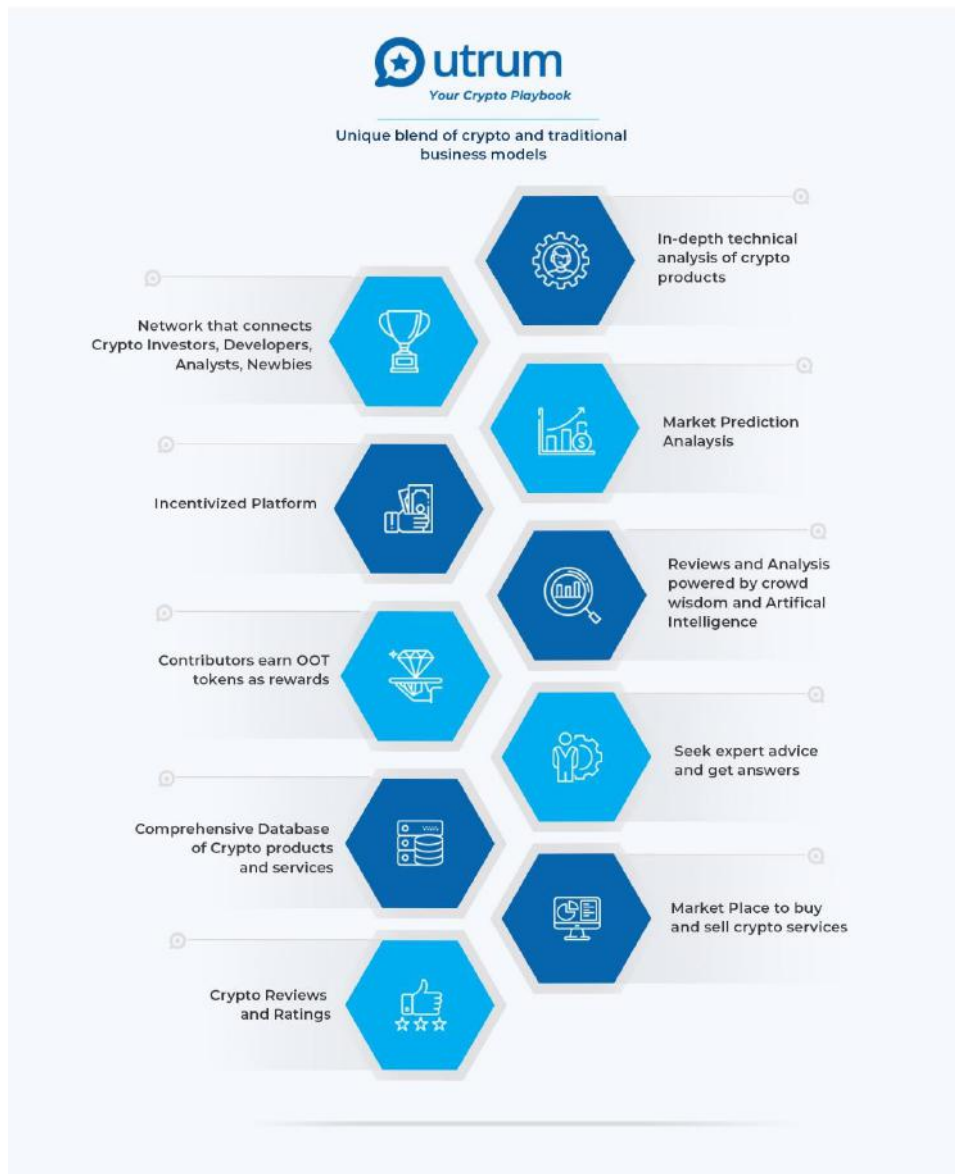 utrum
Your Crypto Playbook
Unique blend of crypto and traditional
business models
In-depth technical
analysis of crypto
products
Network that connects
Crypto Investors, Developers,
Analysts, Newbies
Market Prediction
Analaysis
Incentivized Platform
Reviews and Analysis
powered by crowd
wisdom and Artifical
Intelligence
Contributors earn OOT
tokens as rewards
Seek expert advice
and get answers
Comprehensive Database
of Crypto products
and services
Market Place to buy
and sell crypto services
Crypto Reviews
and Ratings